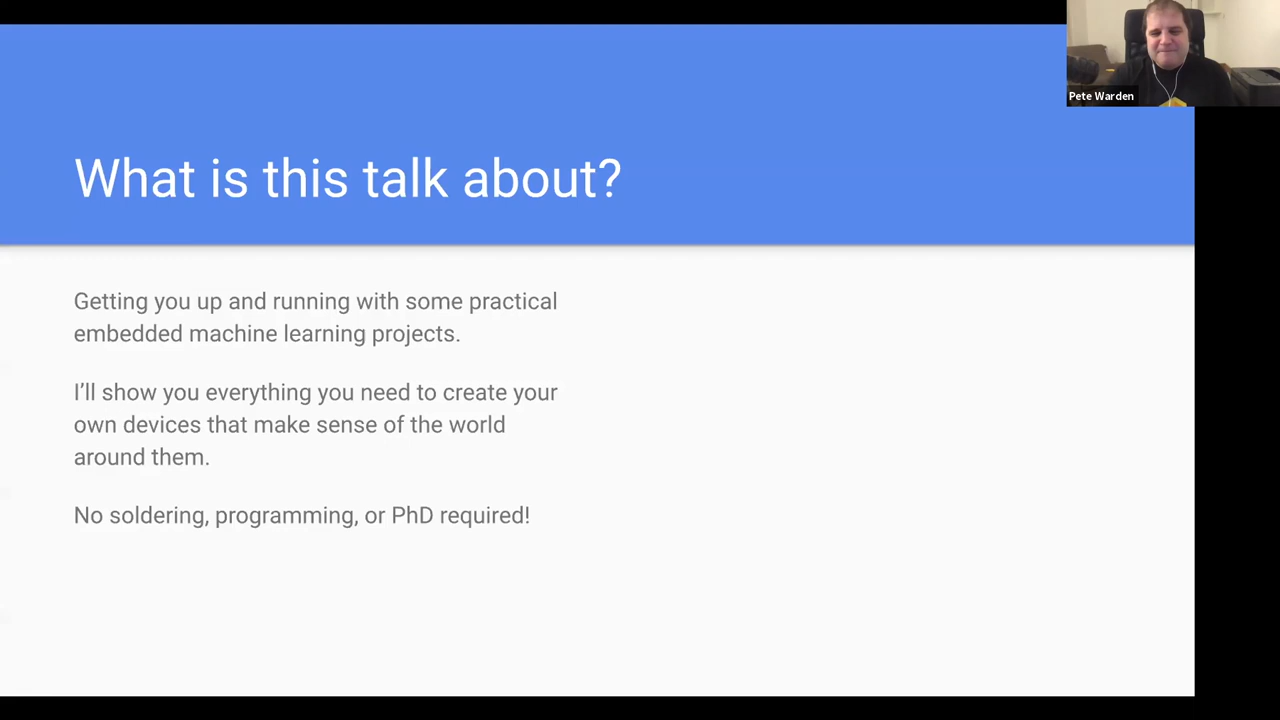 Pete Warden
What is this talk about?
Getting you up and running with some practical
embedded machine learning projects.
I’ll show you everything you need to create your
own devices that make sense of the world
around them.
No soldering, programming, or PhD required!